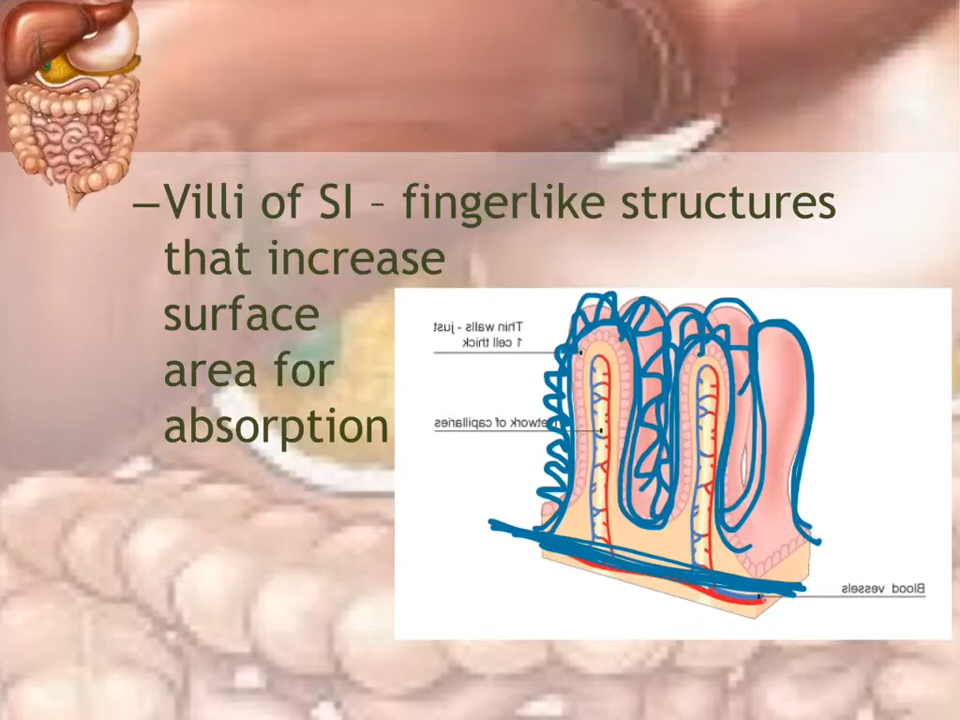 –Villi of SI – fingerlike structures
that increase
surface
area for
absorption
Thin walls - just
1 cell thick
network of capillaries
Blood vessels